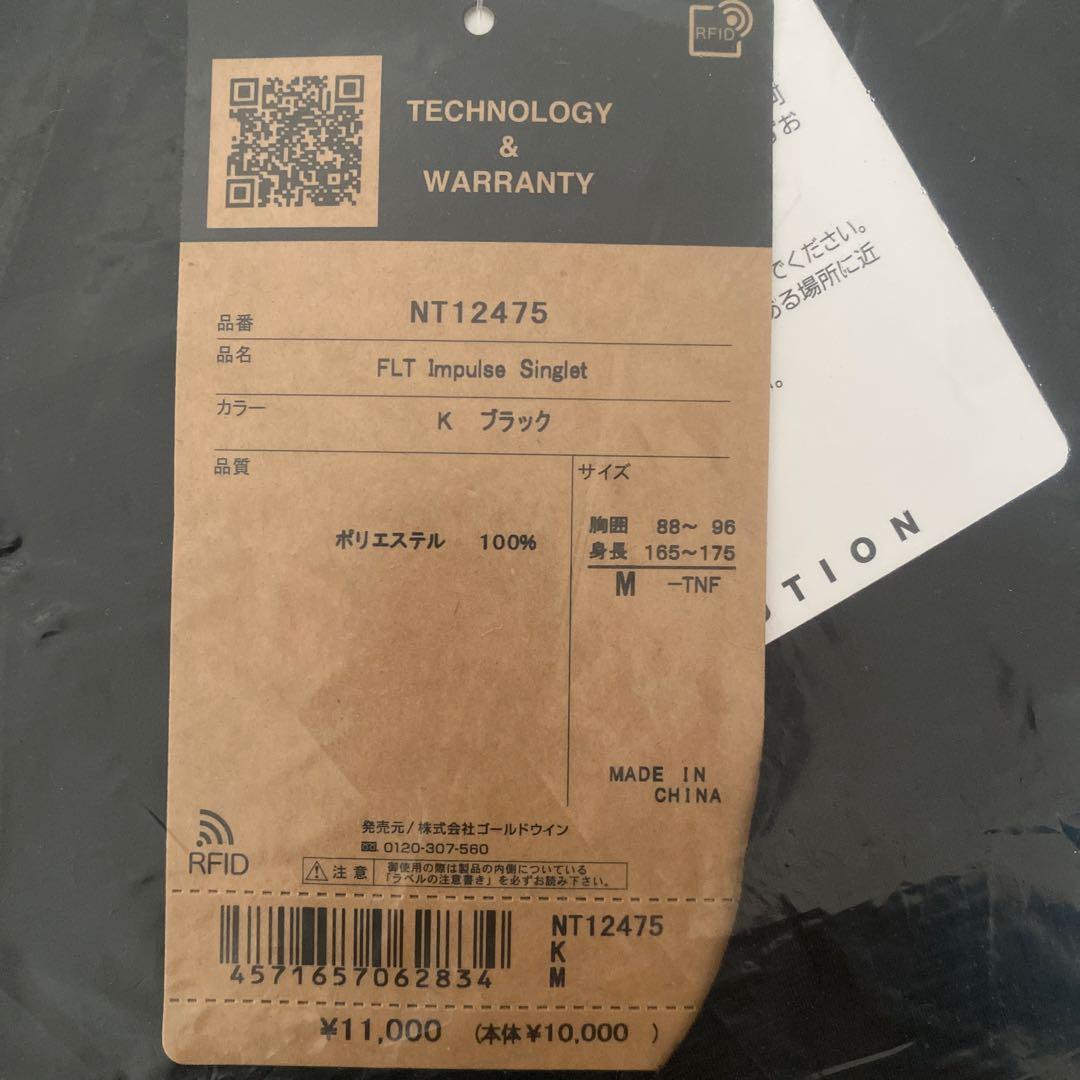 RFID
TECHNOLOGY
&
WARRANTY
品番 NT12475
品名 FLT Impulse Singlet
カラー K ブラック
品質
ポリエステル 100%
サイズ
胸囲 88～ 96
身長 165～175
M -TNF
MADE IN
CHINA
RFID
発売元/株式会社ゴールドウイン
0120-307-560
注意
御使用の際は製品の内側についている
「ラベルの注意書き」を必ずお読み下さい。
4571657062834
NT12475
K
M
¥11,000 (本体¥10,000 )
お
でください。
る場所に近
い。
TION